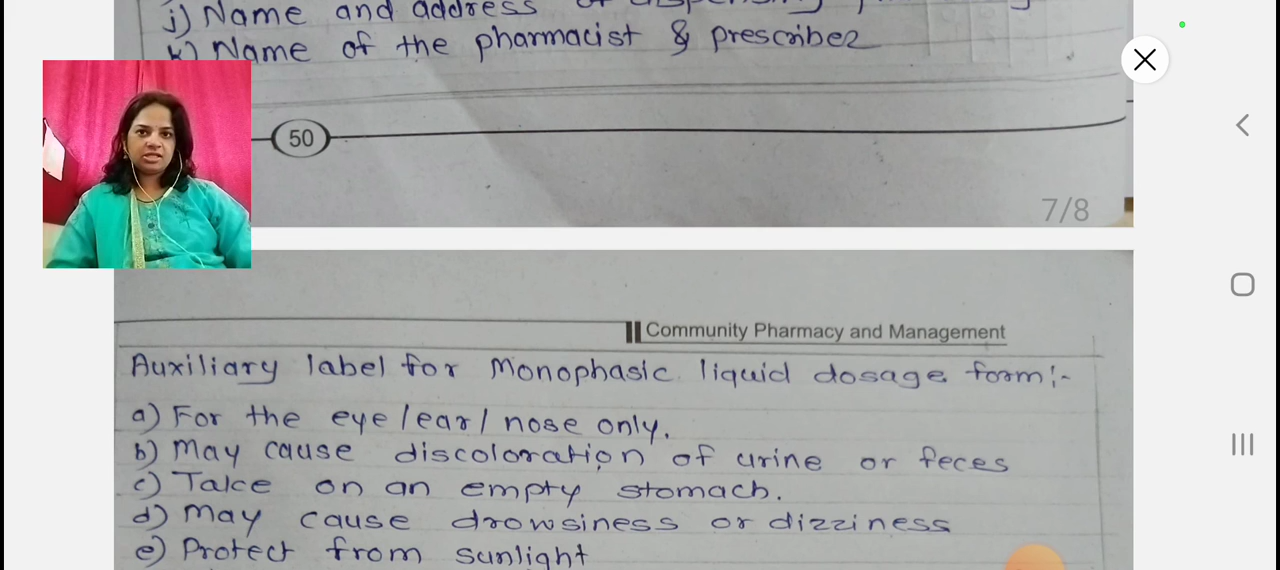 j) Name and address of dispensing
k) Name of the pharmacist & prescriber
50
7/8
Community Pharmacy and Management
Auxiliary label for Monophasic liquid dosage form:-
a) For the eye/ear/ nose only.
b) May cause discoloration of urine or feces
c) Take on an empty stomach.
d) May cause drowsiness or dizziness
e) Protect from sunlight